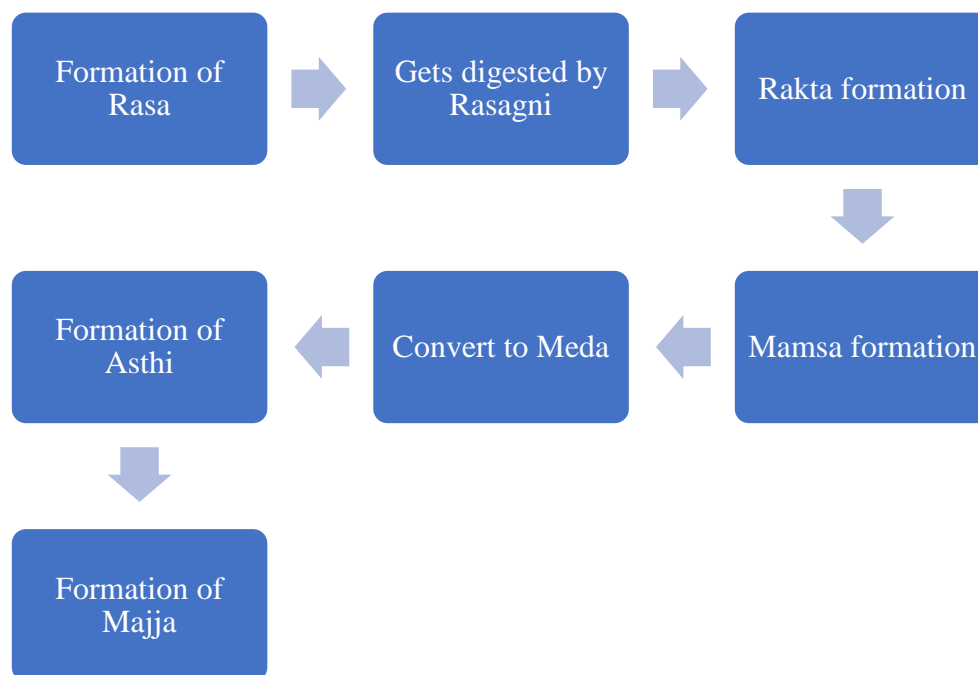 Formation of
Rasa
Gets digested by
Rasagni
Rakta formation
Mamsa formation
Convert to Meda
Formation of
Asthi
Formation of
Majja